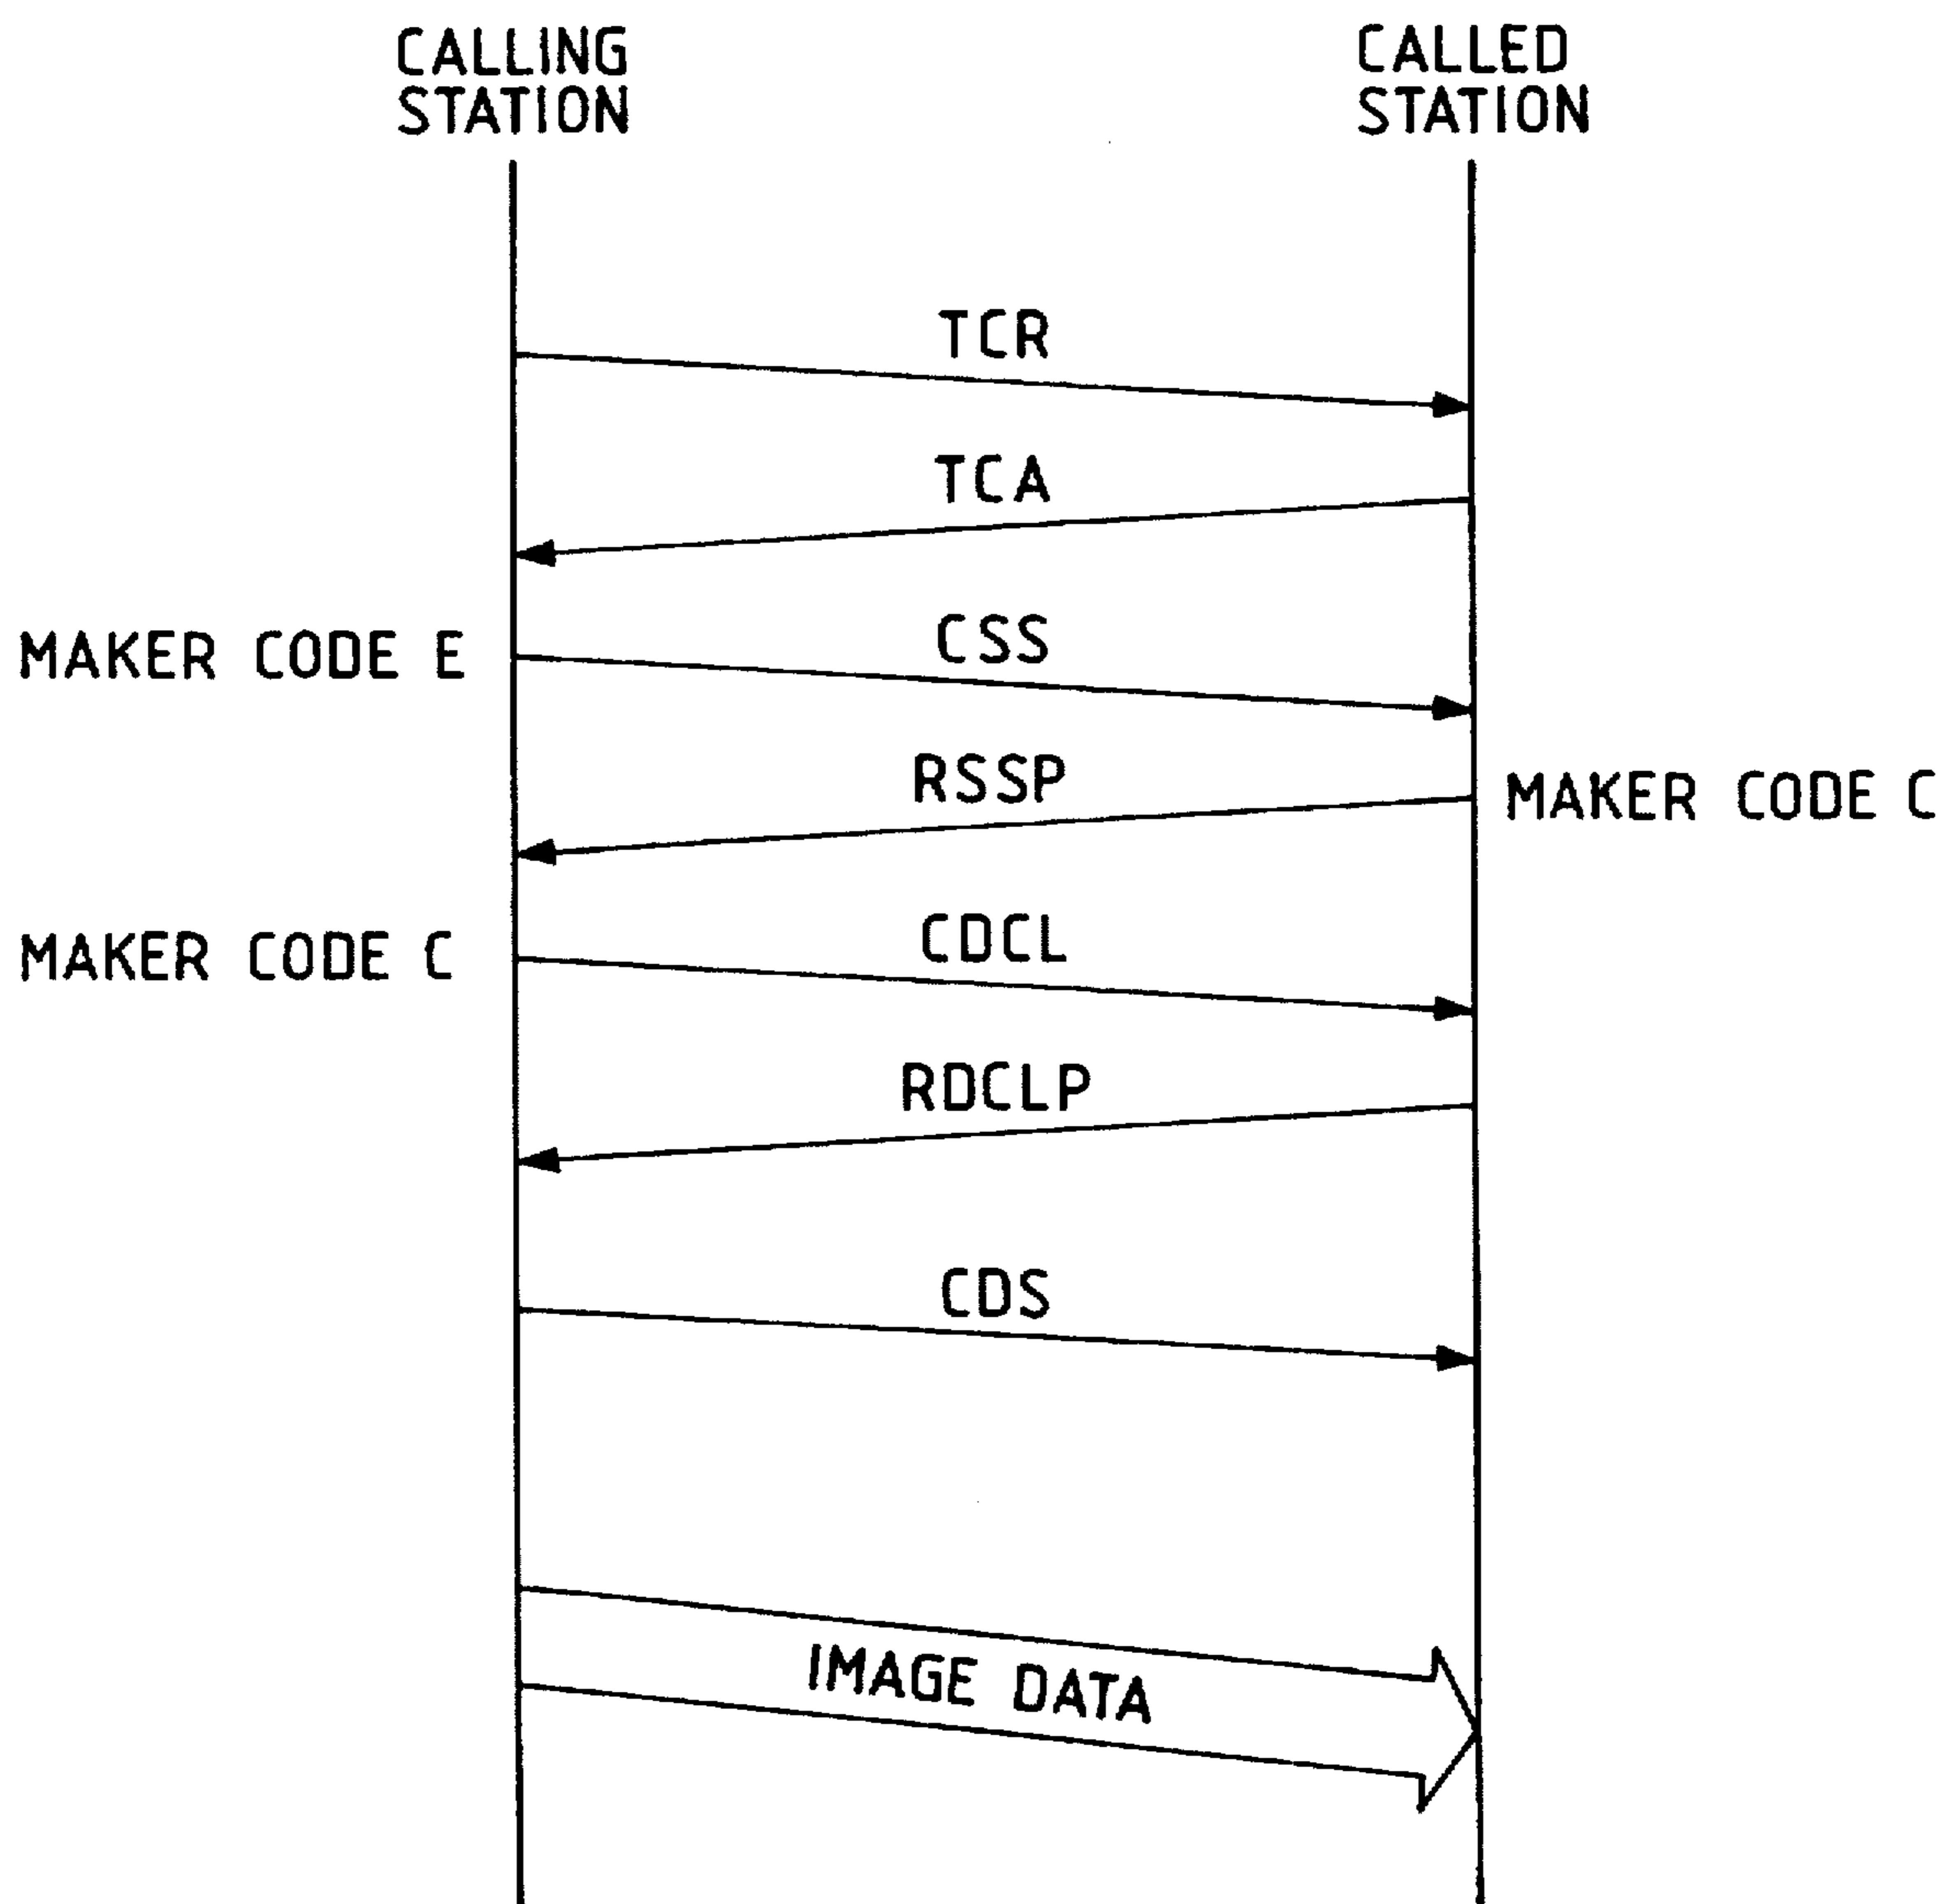 CALLING
STATION
CALLED
STATION
TCR
TCA
MAKER CODE E
CSS
RSSP
MAKER CODE C
MAKER CODE C
CDCL
RDCLP
CDS
IMAGE DATA